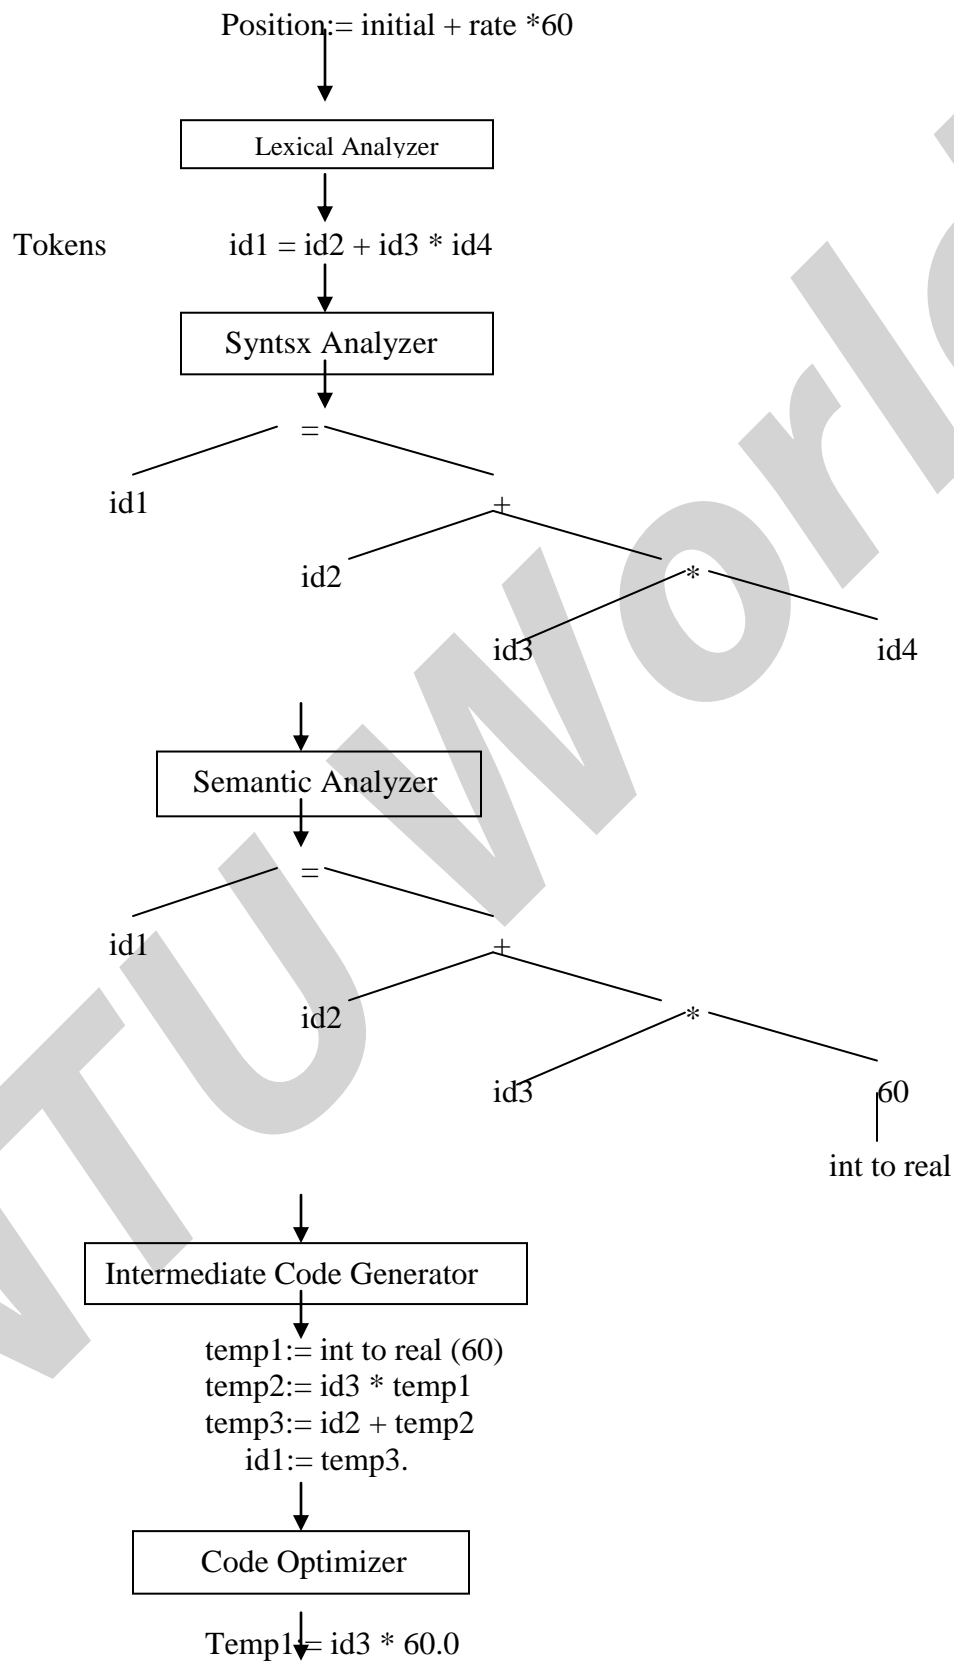 Position:= initial + rate *60
Lexical Analyzer
Tokens id1 = id2 + id3 * id4
Syntsx Analyzer
=
id1
+
id2
*
id3 id4
Semantic Analyzer
=
id1
+
id2
*
id3 60
int to real
Intermediate Code Generator
temp1:= int to real (60)
temp2:= id3 * temp1
temp3:= id2 + temp2
id1:= temp3.
Code Optimizer
Temp1:= id3 * 60.0
NTU World